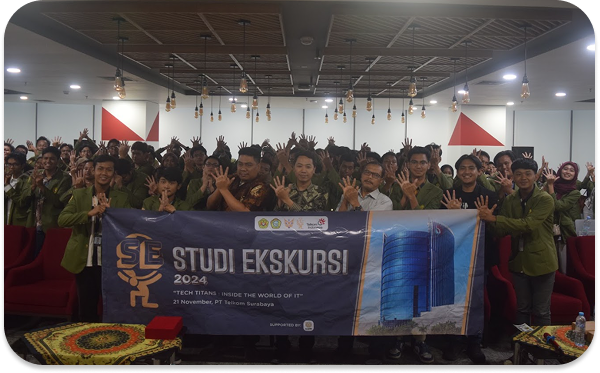 SE
STUDI EKSKURSI
2024
"TECH TITANS : INSIDE THE WORLD OF IT"
21 November, PT Telkom Surabaya
SUPPORTED BY: